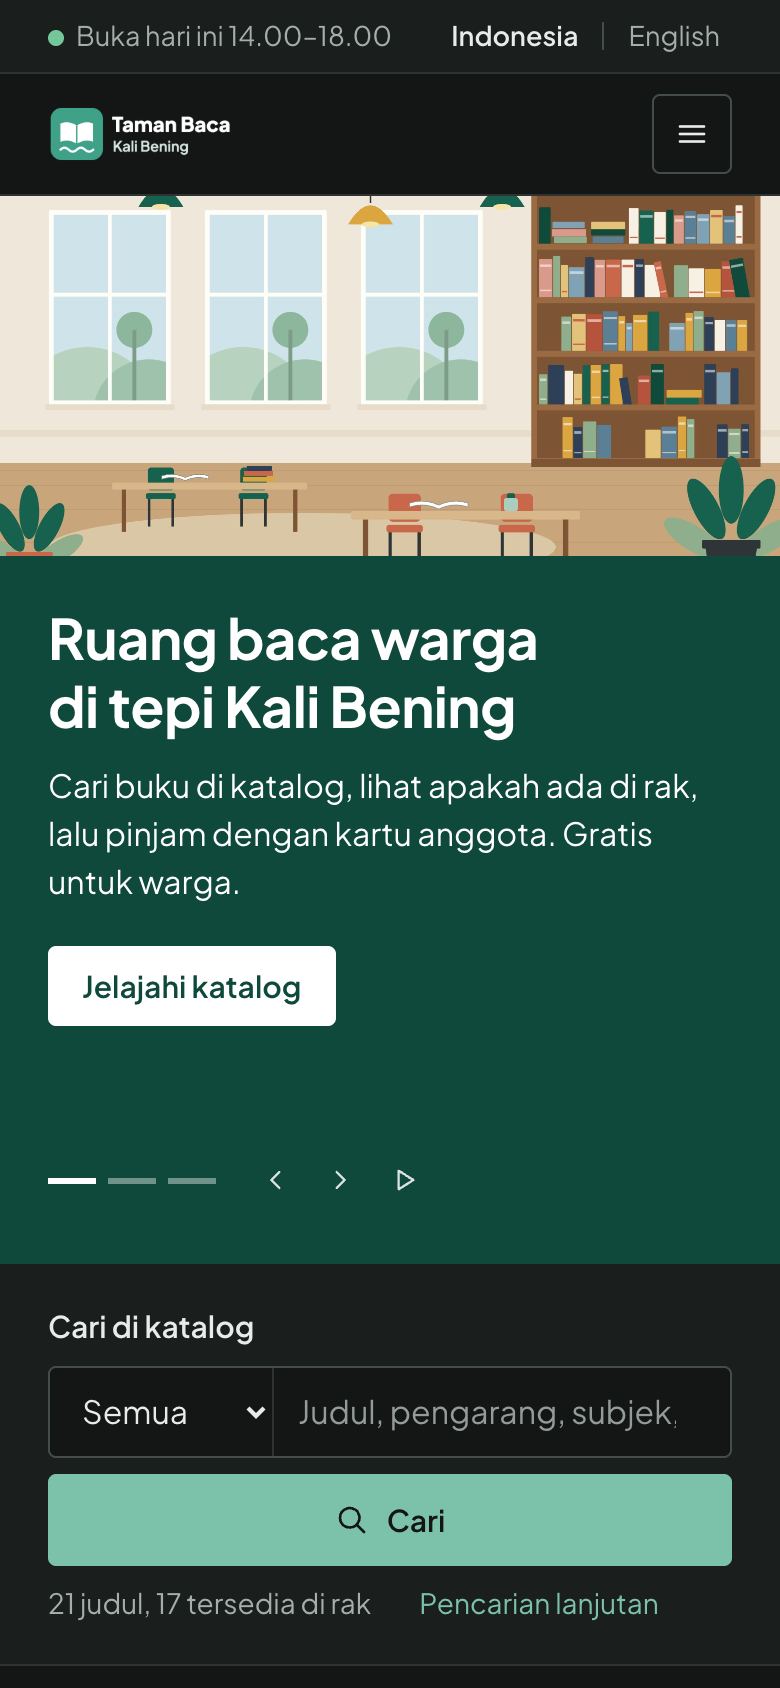 Buka hari ini 14.00–18.00
Indonesia
English
Taman Baca
Kali Bening
Ruang baca warga
di tepi Kali Bening
Cari buku di katalog, lihat apakah ada di rak,
lalu pinjam dengan kartu anggota. Gratis
untuk warga.
Jelajahi katalog
Cari di katalog
Semua
Judul, pengarang, subjek,
Cari
21 judul, 17 tersedia di rak
Pencarian lanjutan